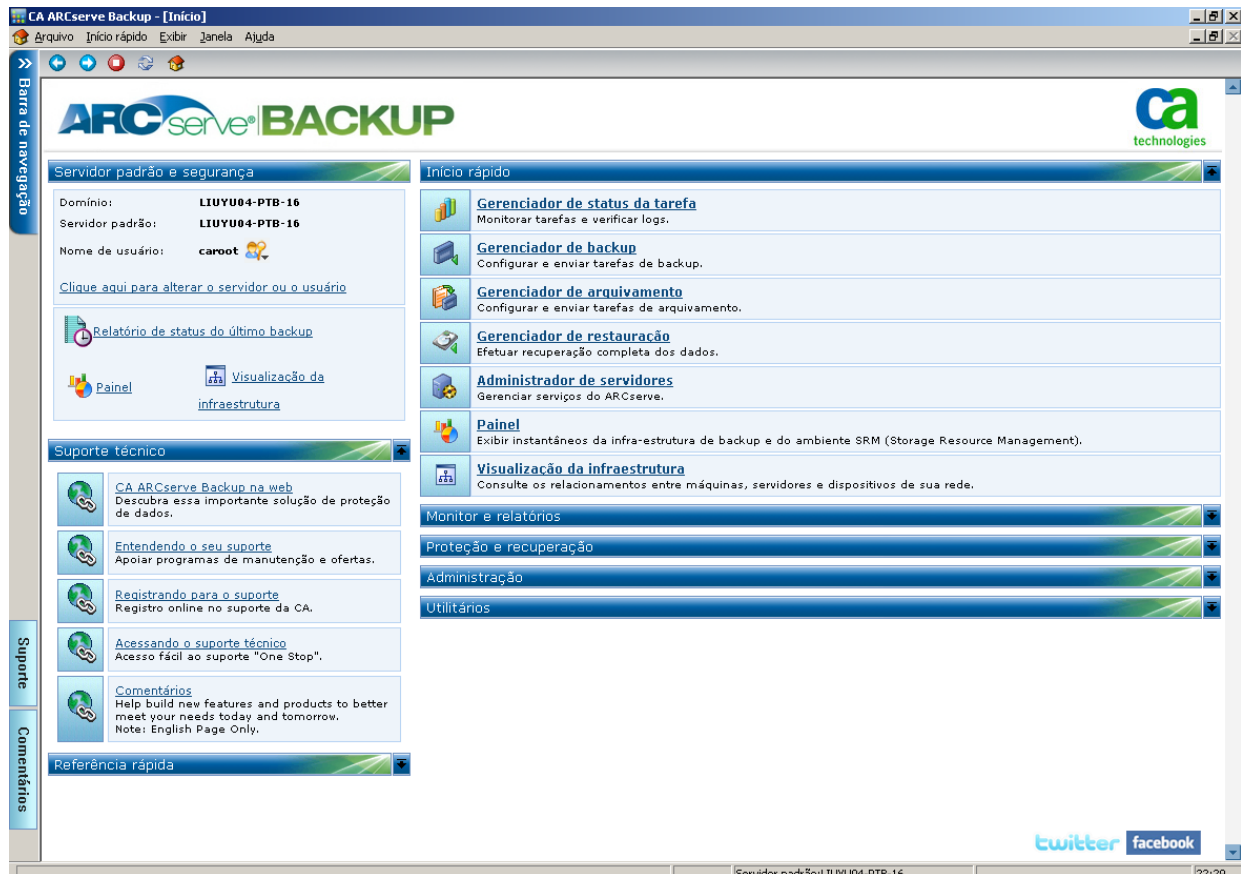 CA ARCserve Backup - [Início]
Arquivo Início rápido Exibir Janela Ajuda
Barra de navegação
ARCserve® BACKUP
ca
technologies
Servidor padrão e segurança
Domínio: LIUYU04-PTB-16
Servidor padrão: LIUYU04-PTB-16
Nome de usuário: caroot
Clique aqui para alterar o servidor ou o usuário
Relatório de status do último backup
Painel
Visualização da
infraestrutura
Suporte técnico
CA ARCserve Backup na web
Descubra essa importante solução de proteção
de dados.
Entendendo o seu suporte
Apoiar programas de manutenção e ofertas.
Registrando para o suporte
Registro online no suporte da CA.
Acessando o suporte técnico
Acesso fácil ao suporte "One Stop".
Comentários
Help build new features and products to better
meet your needs today and tomorrow.
Note: English Page Only.
Referência rápida
Início rápido
Gerenciador de status da tarefa
Monitorar tarefas e verificar logs.
Gerenciador de backup
Configurar e enviar tarefas de backup.
Gerenciador de arquivamento
Configurar e enviar tarefas de arquivamento.
Gerenciador de restauração
Efetuar recuperação completa dos dados.
Administrador de servidores
Gerenciar serviços do ARCserve.
Painel
Exibir instantâneos da infra-estrutura de backup e do ambiente SRM (Storage Resource Management).
Visualização da infraestrutura
Consulte os relacionamentos entre máquinas, servidores e dispositivos de sua rede.
Monitor e relatórios
Proteção e recuperação
Administração
Utilitários
Suporte
Comentários
twitter facebook
Servidor padrão:LIUYU04-PTB-16
22:29